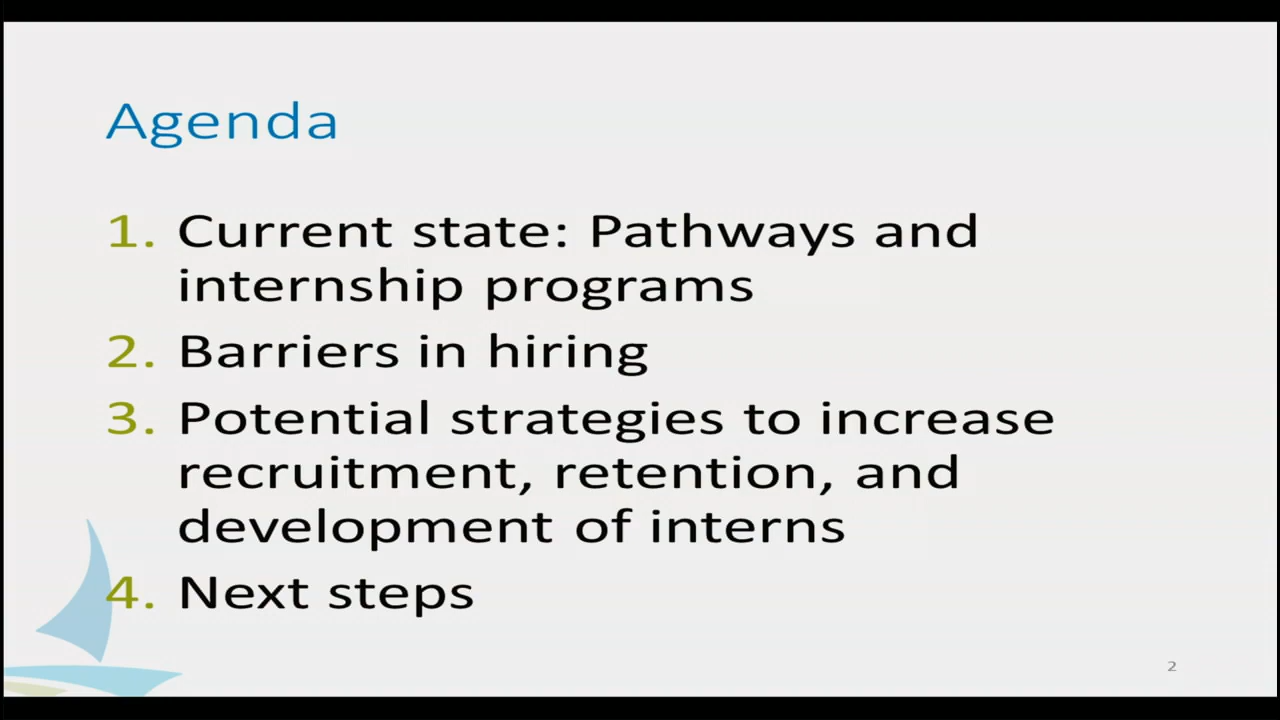 Agenda
1. Current state: Pathways and
internship programs
2. Barriers in hiring
3. Potential strategies to increase
recruitment, retention, and
development of interns
4. Next steps
2